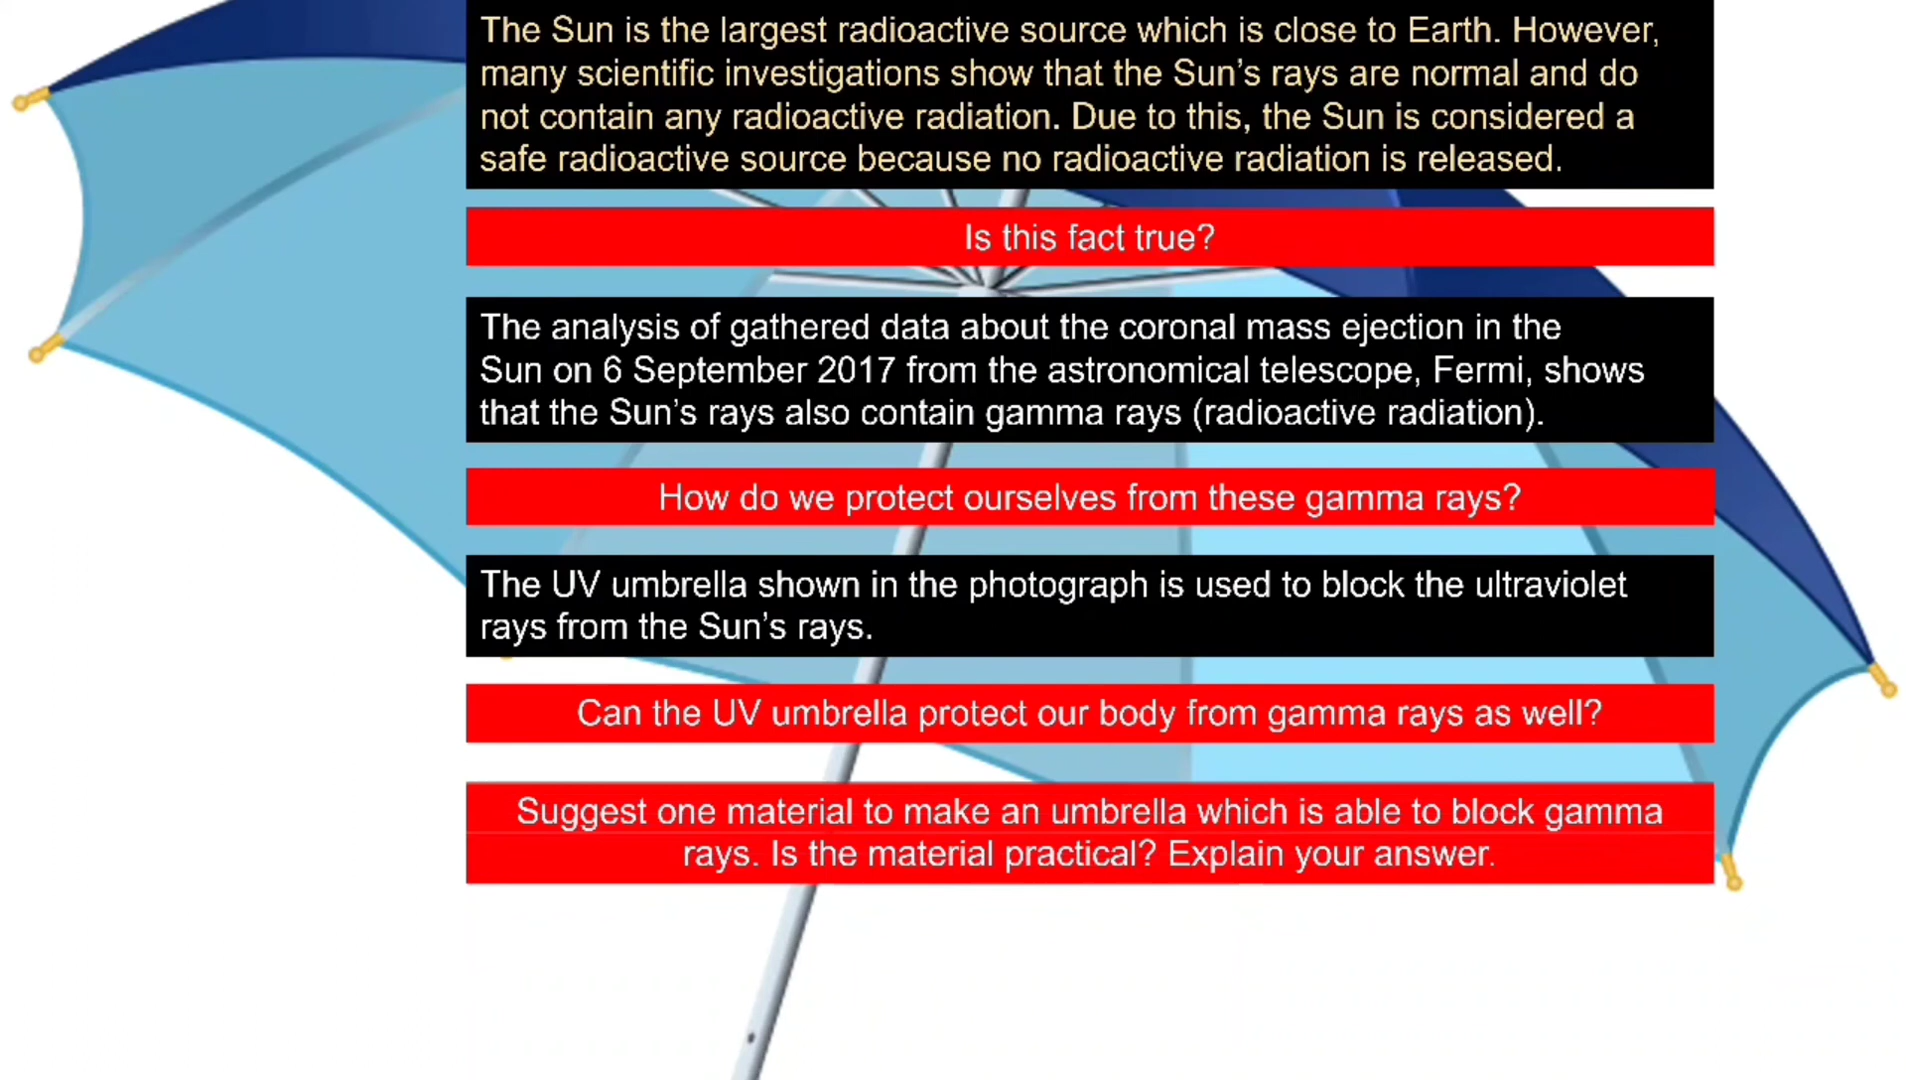 The Sun is the largest radioactive source which is close to Earth. However,
many scientific investigations show that the Sun's rays are normal and do
not contain any radioactive radiation. Due to this, the Sun is considered a
safe radioactive source because no radioactive radiation is released.
Is this fact true?
The analysis of gathered data about the coronal mass ejection in the
Sun on 6 September 2017 from the astronomical telescope, Fermi, shows
that the Sun's rays also contain gamma rays (radioactive radiation).
How do we protect ourselves from these gamma rays?
The UV umbrella shown in the photograph is used to block the ultraviolet
rays from the Sun's rays.
Can the UV umbrella protect our body from gamma rays as well?
Suggest one material to make an umbrella which is able to block gamma
rays. Is the material practical? Explain your answer.